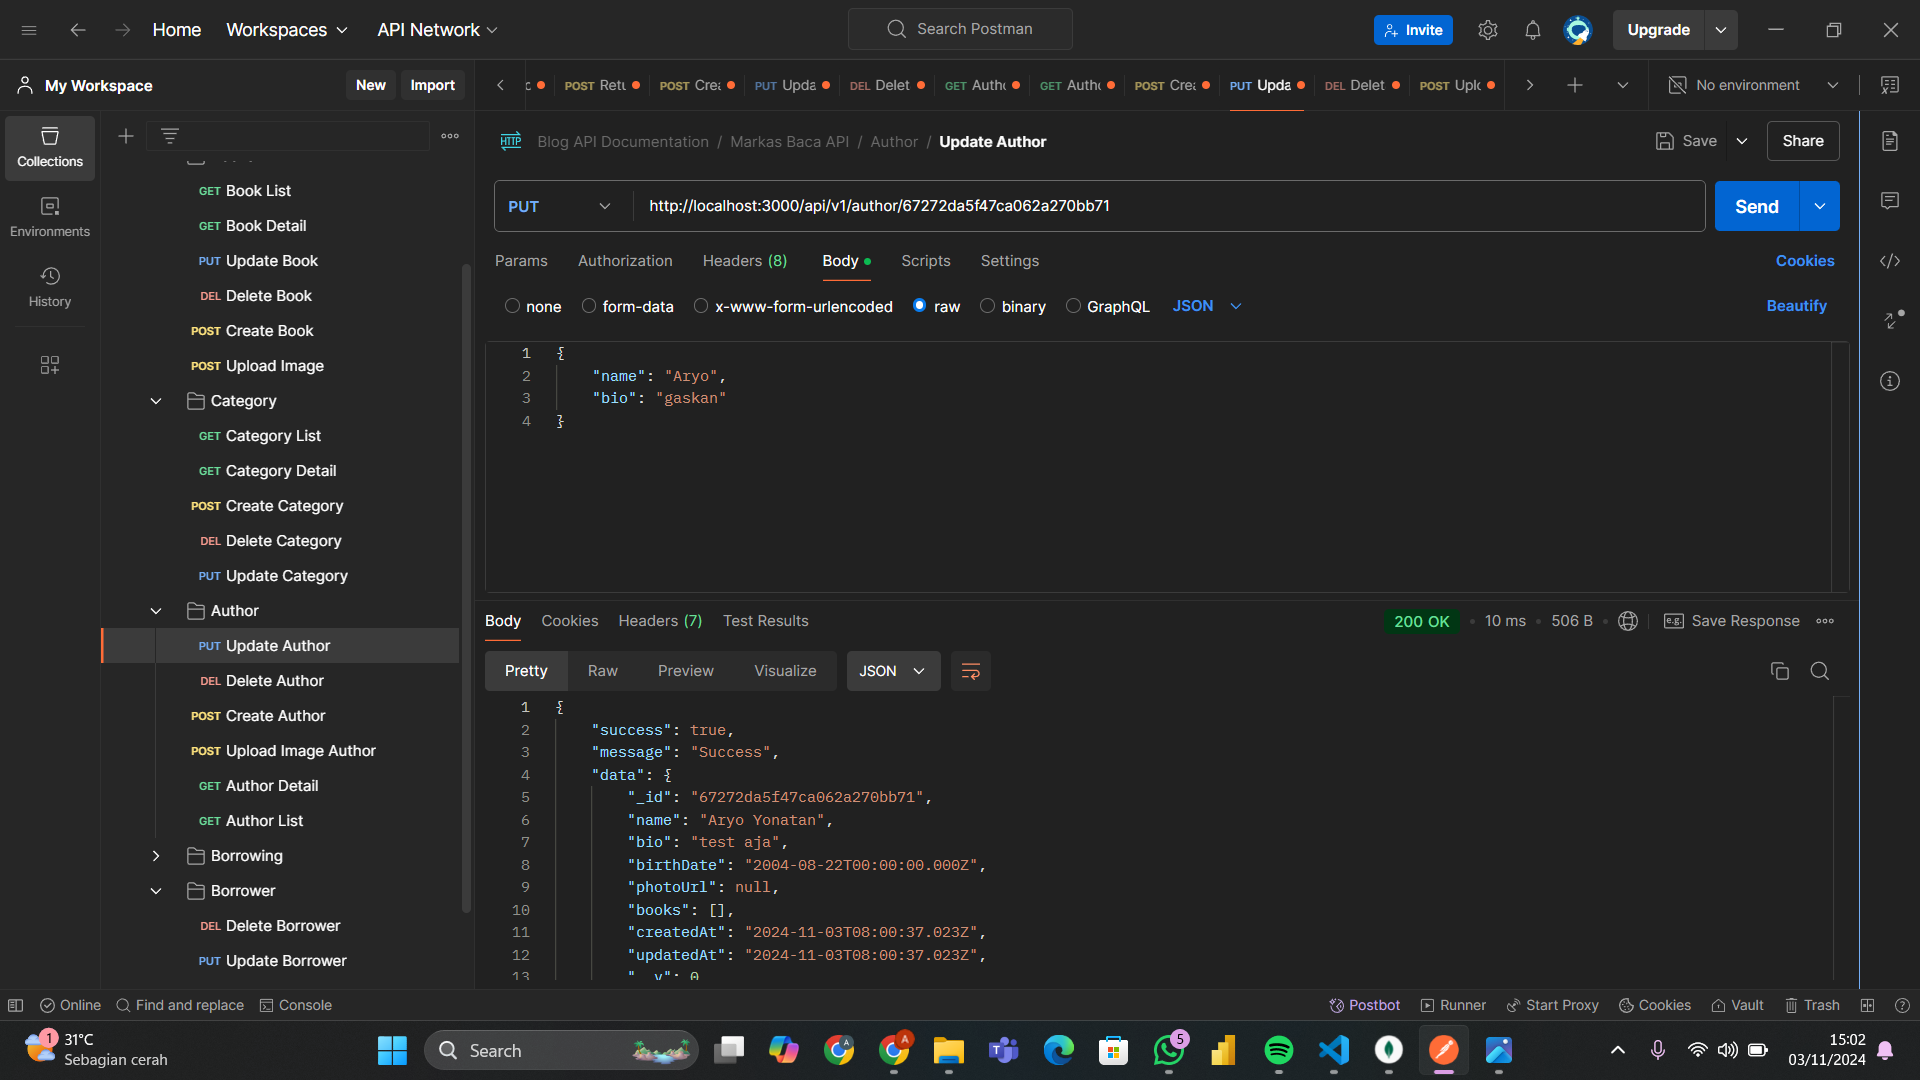 Home Workspaces API Network Search Postman Invite Upgrade
My Workspace New Import
POST Retu POST Crea PUT Upda DEL Delet GET Autho GET Autho POST Crea PUT Upda DEL Delet POST Uplo No environment
Collections
Environments
History
GET Book List
GET Book Detail
PUT Update Book
DEL Delete Book
POST Create Book
POST Upload Image
Category
GET Category List
GET Category Detail
POST Create Category
DEL Delete Category
PUT Update Category
Author
PUT Update Author
DEL Delete Author
POST Create Author
POST Upload Image Author
GET Author Detail
GET Author List
Borrowing
Borrower
DEL Delete Borrower
PUT Update Borrower
HTTP Blog API Documentation / Markas Baca API / Author / Update Author Save Share
PUT http://localhost:3000/api/v1/author/67272da5f47ca062a270bb71 Send
Params Authorization Headers (8) Body Scripts Settings Cookies
none form-data x-www-form-urlencoded raw binary GraphQL JSON Beautify
1 {
2 "name": "Aryo",
3 "bio": "gaskan"
4 }
Body Cookies Headers (7) Test Results 200 OK 10 ms 506 B e.g. Save Response
Pretty Raw Preview Visualize JSON
1 {
2 "success": true,
3 "message": "Success",
4 "data": {
5 "_id": "67272da5f47ca062a270bb71",
6 "name": "Aryo Yonatan",
7 "bio": "test aja",
8 "birthDate": "2004-08-22T00:00:00.000Z",
9 "photoUrl": null,
10 "books": [],
11 "createdAt": "2024-11-03T08:00:37.023Z",
12 "updatedAt": "2024-11-03T08:00:37.023Z",
13 "__v": 0
Online Find and replace Console Postbot Runner Start Proxy Cookies Vault Trash
1 31°C
Sebagian cerah
Search
A
A
5
15:02
03/11/2024